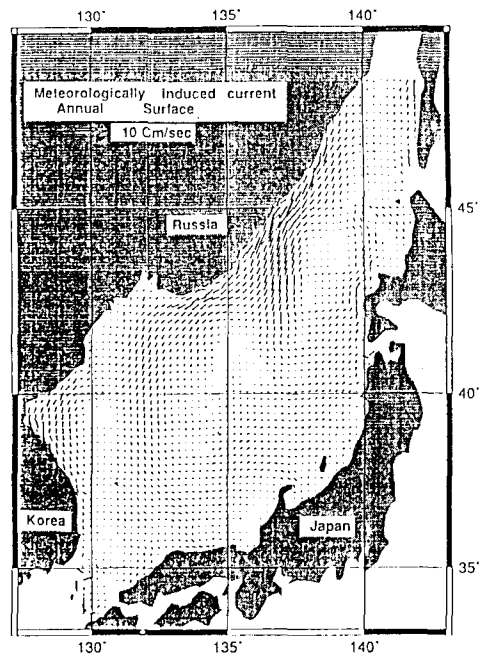 130° 135° 140°
Meteorologically induced current
Annual Surface
10 Cm/sec
45°
Russia
40°
Korea
Japan
35°
130° 135° 140°